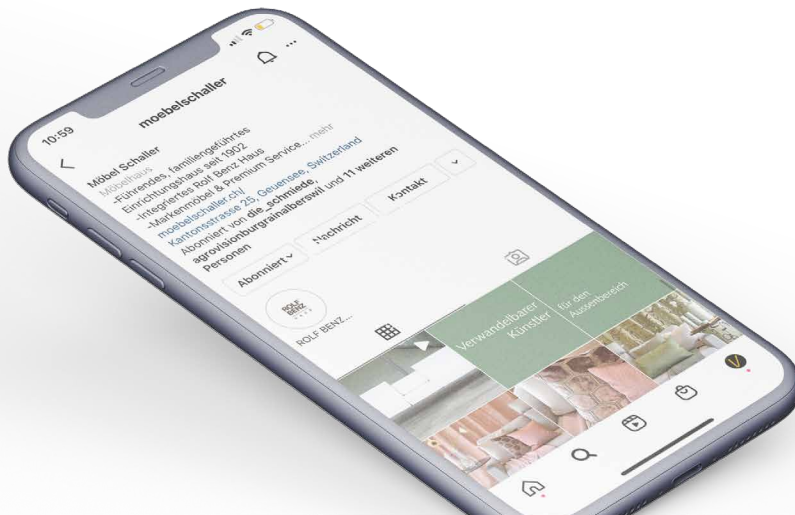 10:59
moebelschaller
Möbel Schaller
Möbelhaus
-Führendes, familiengeführtes
Einrichtungshaus seit 1902
-Integriertes Rolf Benz Haus
-Markenmöbel & Premium Service... mehr
moebelschaller.ch/
Kantonsstrasse 25, Geuensee, Switzerland
Abonniert von die_schmiede,
agrovisionburgrainalberswil und 11 weiteren
Personen
Abonniert
Nachricht
Kontakt
ROLF
BENZ
ROLF BENZ...
Verwandelbarer
Künstler
für den
Aussenbereich